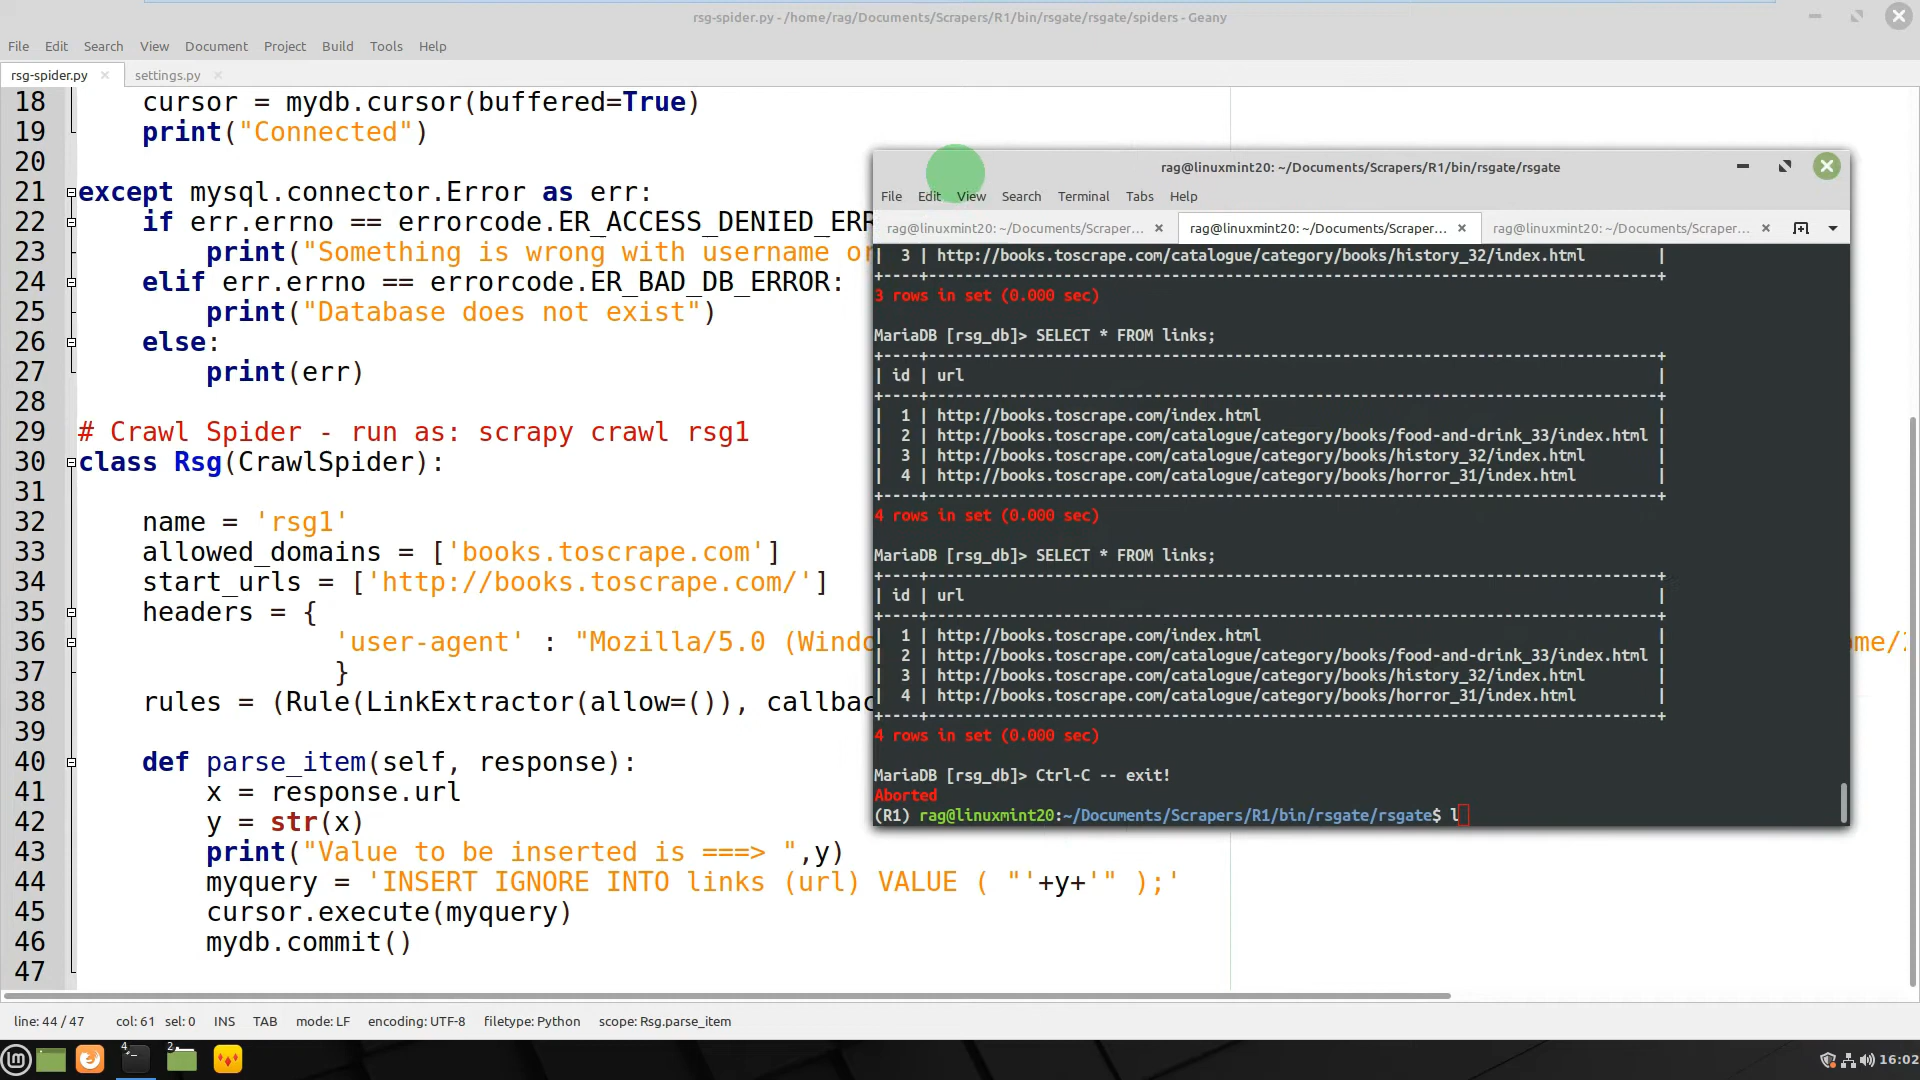 rsg-spider.py - /home/rag/Documents/Scrapers/R1/bin/rsgate/rsgate/spiders - Geany
File Edit Search View Document Project Build Tools Help
rsg-spider.py settings.py
18 cursor = mydb.cursor(buffered=True)
19 print("Connected")
20
21 except mysql.connector.Error as err:
22 if err.errno == errorcode.ER_ACCESS_DENIED_ERR
23 print("Something is wrong with username or
24 elif err.errno == errorcode.ER_BAD_DB_ERROR:
25 print("Database does not exist")
26 else:
27 print(err)
28
29 # Crawl Spider - run as: scrapy crawl rsg1
30 class Rsg(CrawlSpider):
31
32 name = 'rsg1'
33 allowed_domains = ['books.toscrape.com']
34 start_urls = ['http://books.toscrape.com/']
35 headers = {
36 'user-agent' : "Mozilla/5.0 (Windo
37 }
38 rules = (Rule(LinkExtractor(allow=()), callbac
39
40 def parse_item(self, response):
41 x = response.url
42 y = str(x)
43 print("Value to be inserted is ===> ",y)
44 myquery = 'INSERT IGNORE INTO links (url) VALUE ( "'+y+'" );'
45 cursor.execute(myquery)
46 mydb.commit()
47
rag@linuxmint20: ~/Documents/Scrapers/R1/bin/rsgate/rsgate
File Edit View Search Terminal Tabs Help
rag@linuxmint20: ~/Documents/Scraper... rag@linuxmint20: ~/Documents/Scraper... rag@linuxmint20: ~/Documents/Scraper...
| 3 | http://books.toscrape.com/catalogue/category/books/history_32/index.html |
+----+---------------------------------------------------------------------------------+
3 rows in set (0.000 sec)
MariaDB [rsg_db]> SELECT * FROM links;
+----+---------------------------------------------------------------------------------+
| id | url |
+----+---------------------------------------------------------------------------------+
| 1 | http://books.toscrape.com/index.html |
| 2 | http://books.toscrape.com/catalogue/category/books/food-and-drink_33/index.html |
| 3 | http://books.toscrape.com/catalogue/category/books/history_32/index.html |
| 4 | http://books.toscrape.com/catalogue/category/books/horror_31/index.html |
+----+---------------------------------------------------------------------------------+
4 rows in set (0.000 sec)
MariaDB [rsg_db]> SELECT * FROM links;
+----+---------------------------------------------------------------------------------+
| id | url |
+----+---------------------------------------------------------------------------------+
| 1 | http://books.toscrape.com/index.html |
| 2 | http://books.toscrape.com/catalogue/category/books/food-and-drink_33/index.html |
| 3 | http://books.toscrape.com/catalogue/category/books/history_32/index.html |
| 4 | http://books.toscrape.com/catalogue/category/books/horror_31/index.html |
+----+---------------------------------------------------------------------------------+
4 rows in set (0.000 sec)
MariaDB [rsg_db]> Ctrl-C -- exit!
Aborted
(R1) rag@linuxmint20:~/Documents/Scrapers/R1/bin/rsgate/rsgate$ l
line: 44 / 47 col: 61 sel: 0 INS TAB mode: LF encoding: UTF-8 filetype: Python scope: Rsg.parse_item
4 2 16:02